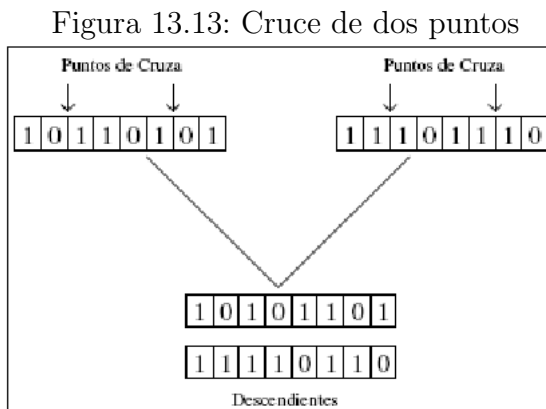 Figura 13.13: Cruce de dos puntos
Puntos de Cruza Puntos de Cruza
1 0 1 1 0 1 0 1 1 1 1 0 1 1 1 0
1 0 1 0 1 1 0 1
1 1 1 1 0 1 1 0
Descendientes